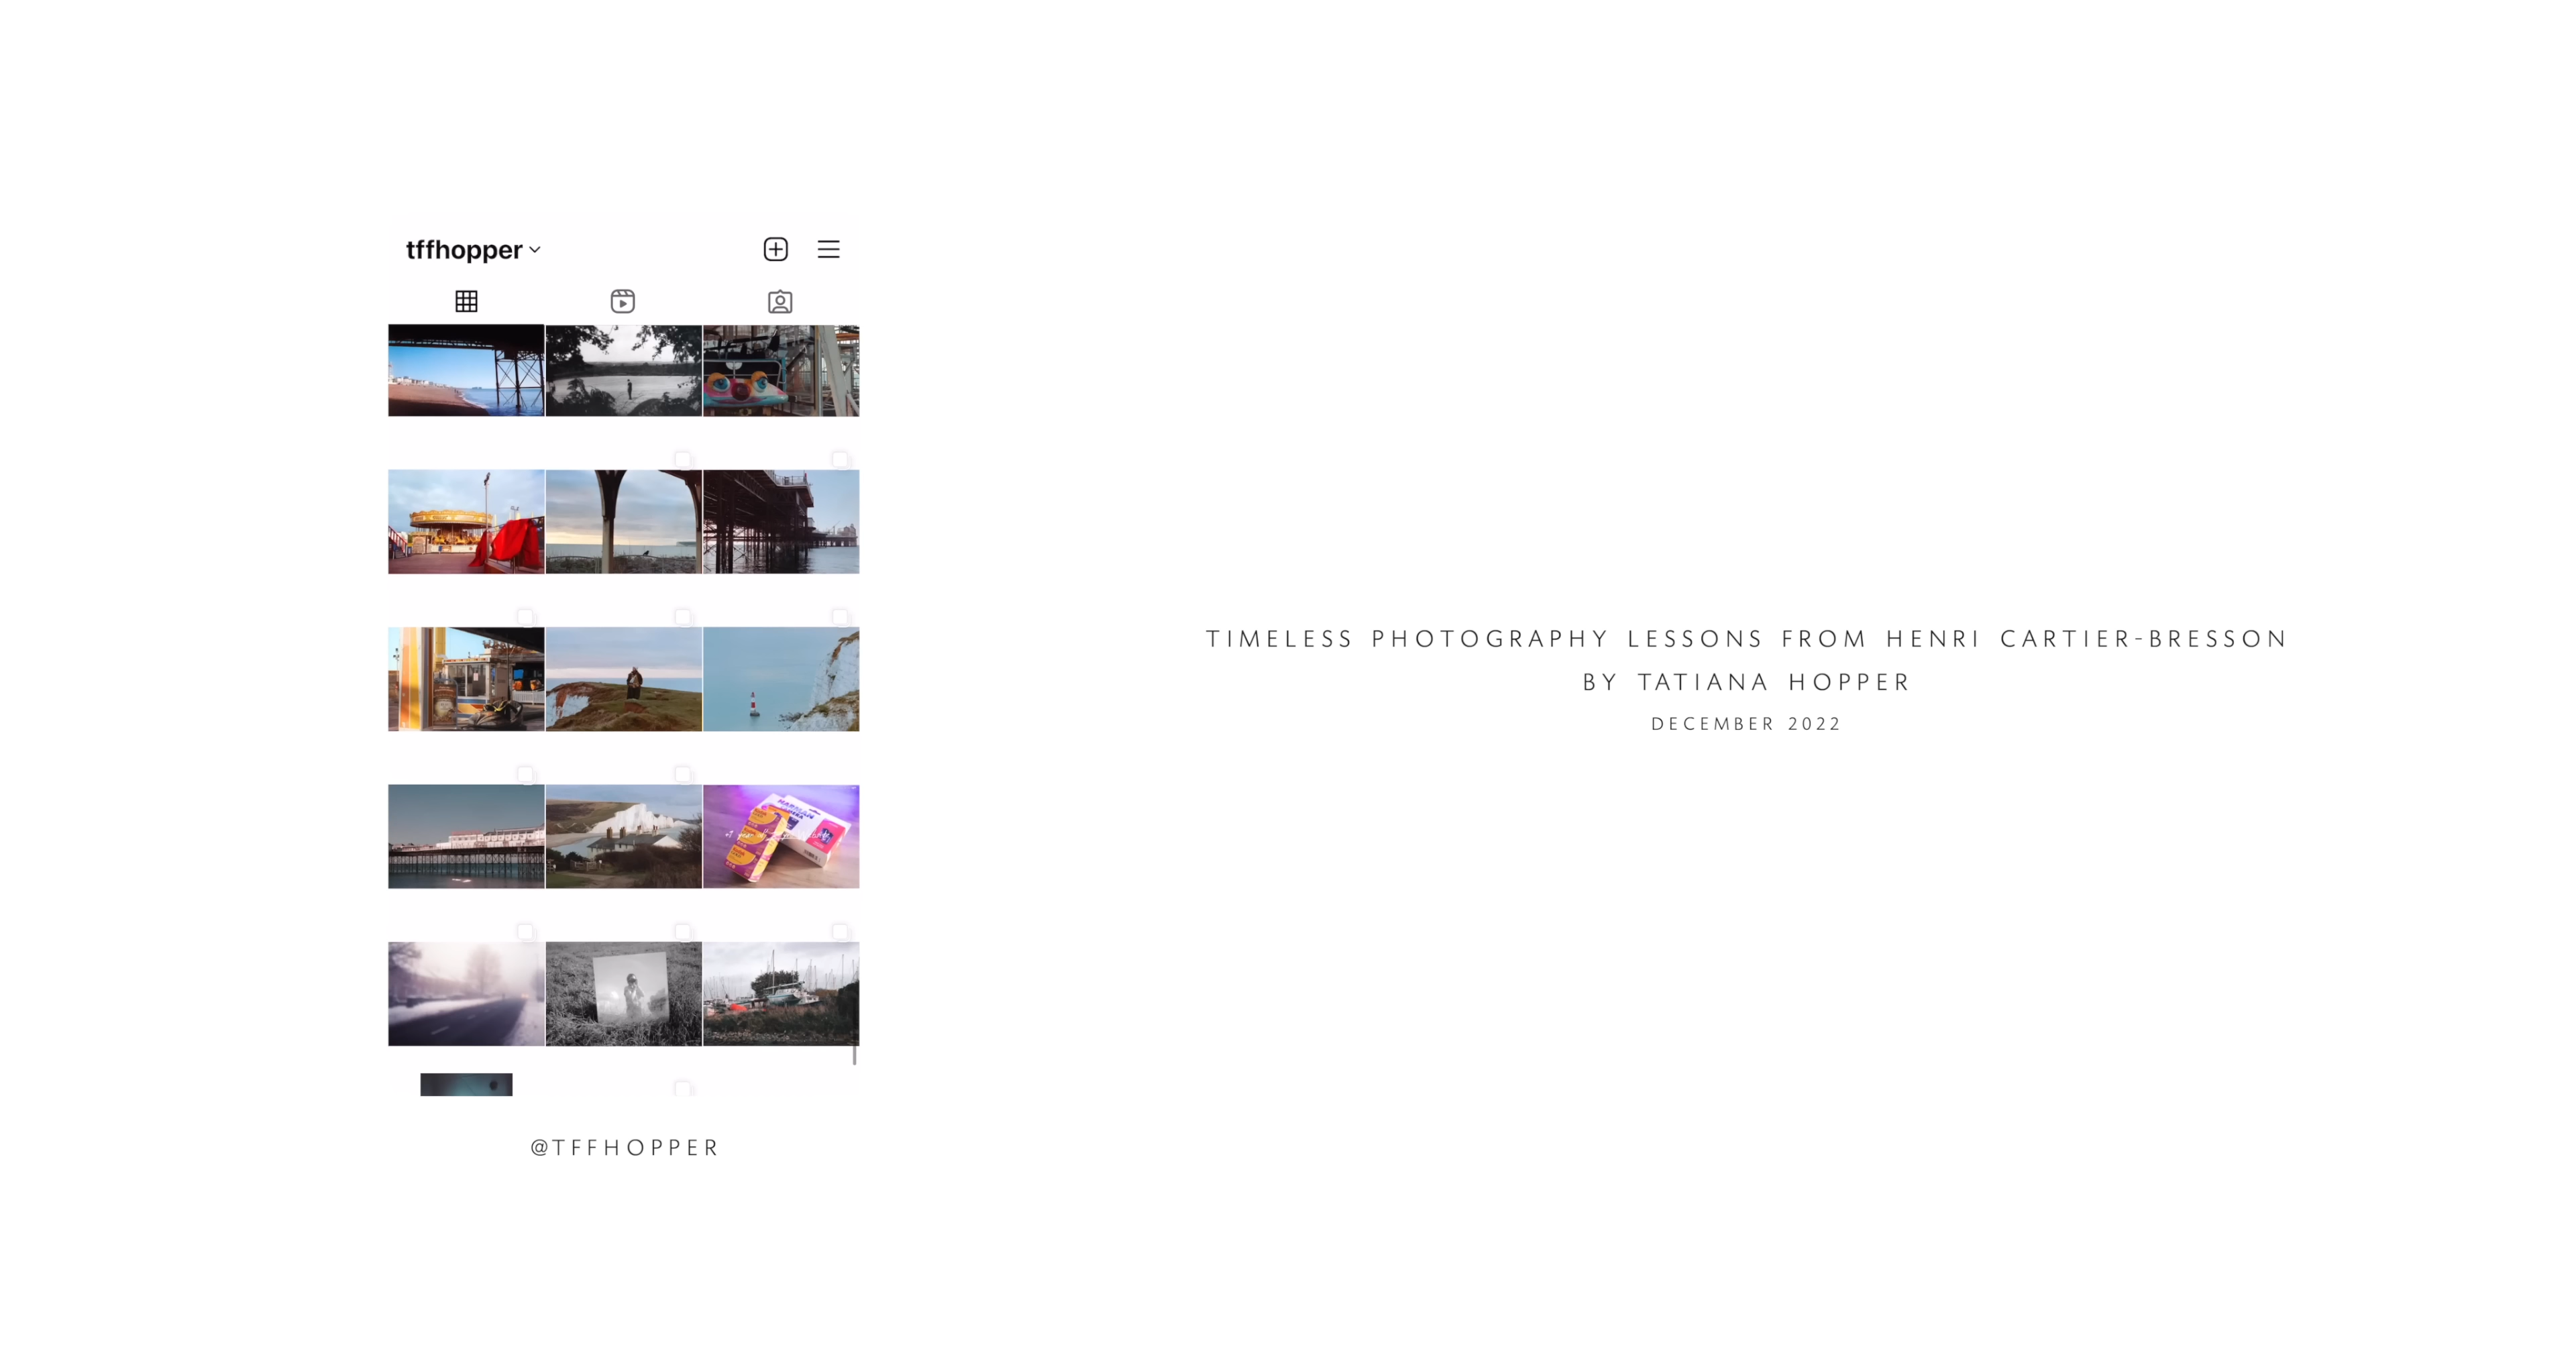 tffhopper
@TFFHOPPER
TIMELESS PHOTOGRAPHY LESSONS FROM HENRI CARTIER-BRESSON
BY TATIANA HOPPER
DECEMBER 2022